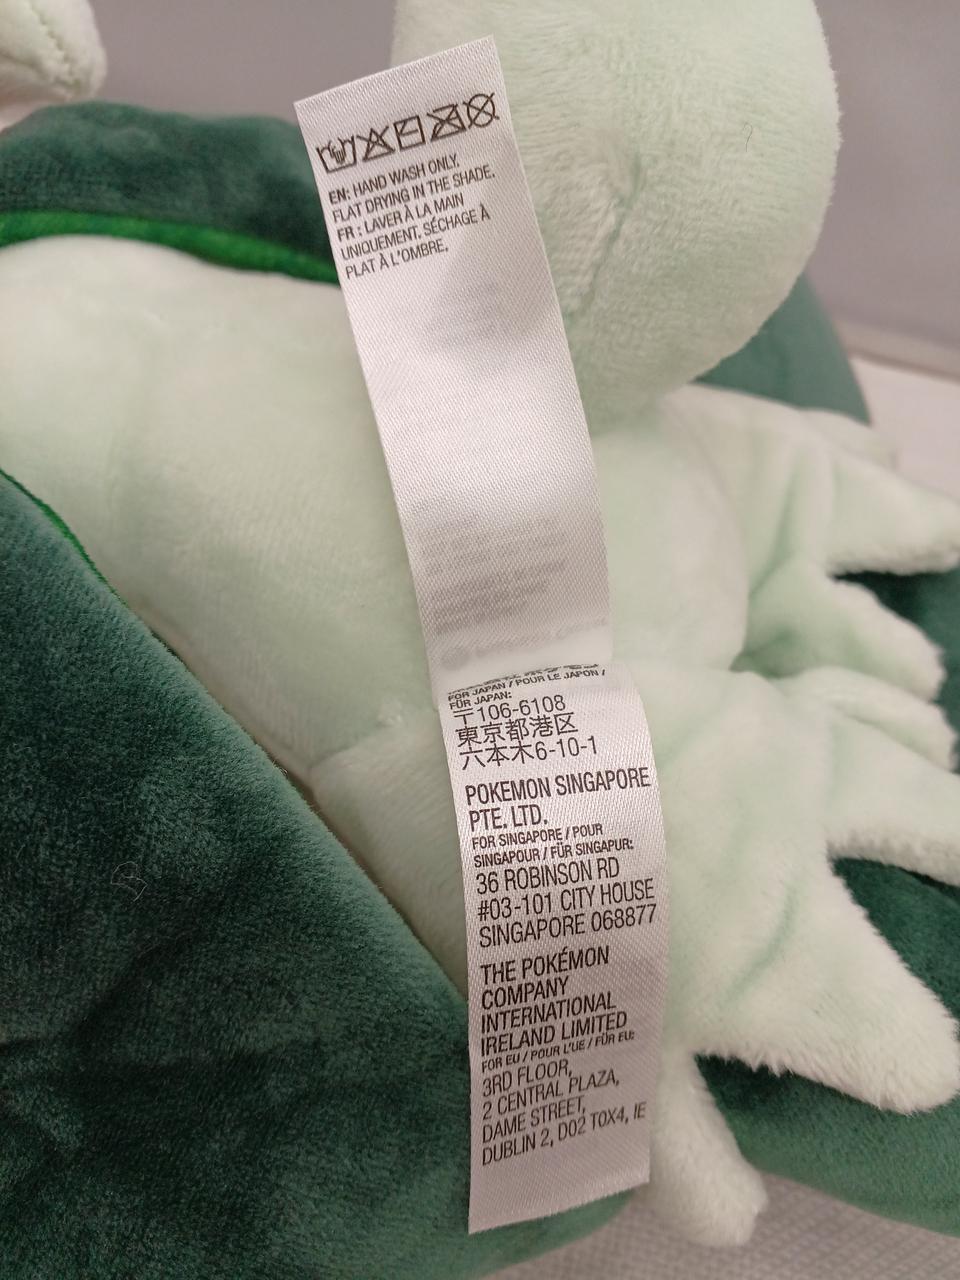 EN: HAND WASH ONLY.
FLAT DRYING IN THE SHADE.
FR : LAVER À LA MAIN
UNIQUEMENT. SÉCHAGE À
PLAT À L'OMBRE.
FOR JAPAN / POUR LE JAPON /
FÜR JAPAN:
〒106-6108
東京都港区
六本木6-10-1
POKEMON SINGAPORE
PTE. LTD.
FOR SINGAPORE / POUR
SINGAPOUR / FÜR SINGAPUR:
36 ROBINSON RD
#03-101 CITY HOUSE
SINGAPORE 068877
THE POKÉMON
COMPANY
INTERNATIONAL
IRELAND LIMITED
FOR EU / POUR L'UE / FÜR EU:
3RD FLOOR,
2 CENTRAL PLAZA,
DAME STREET,
DUBLIN 2, D02 T0X4, IE